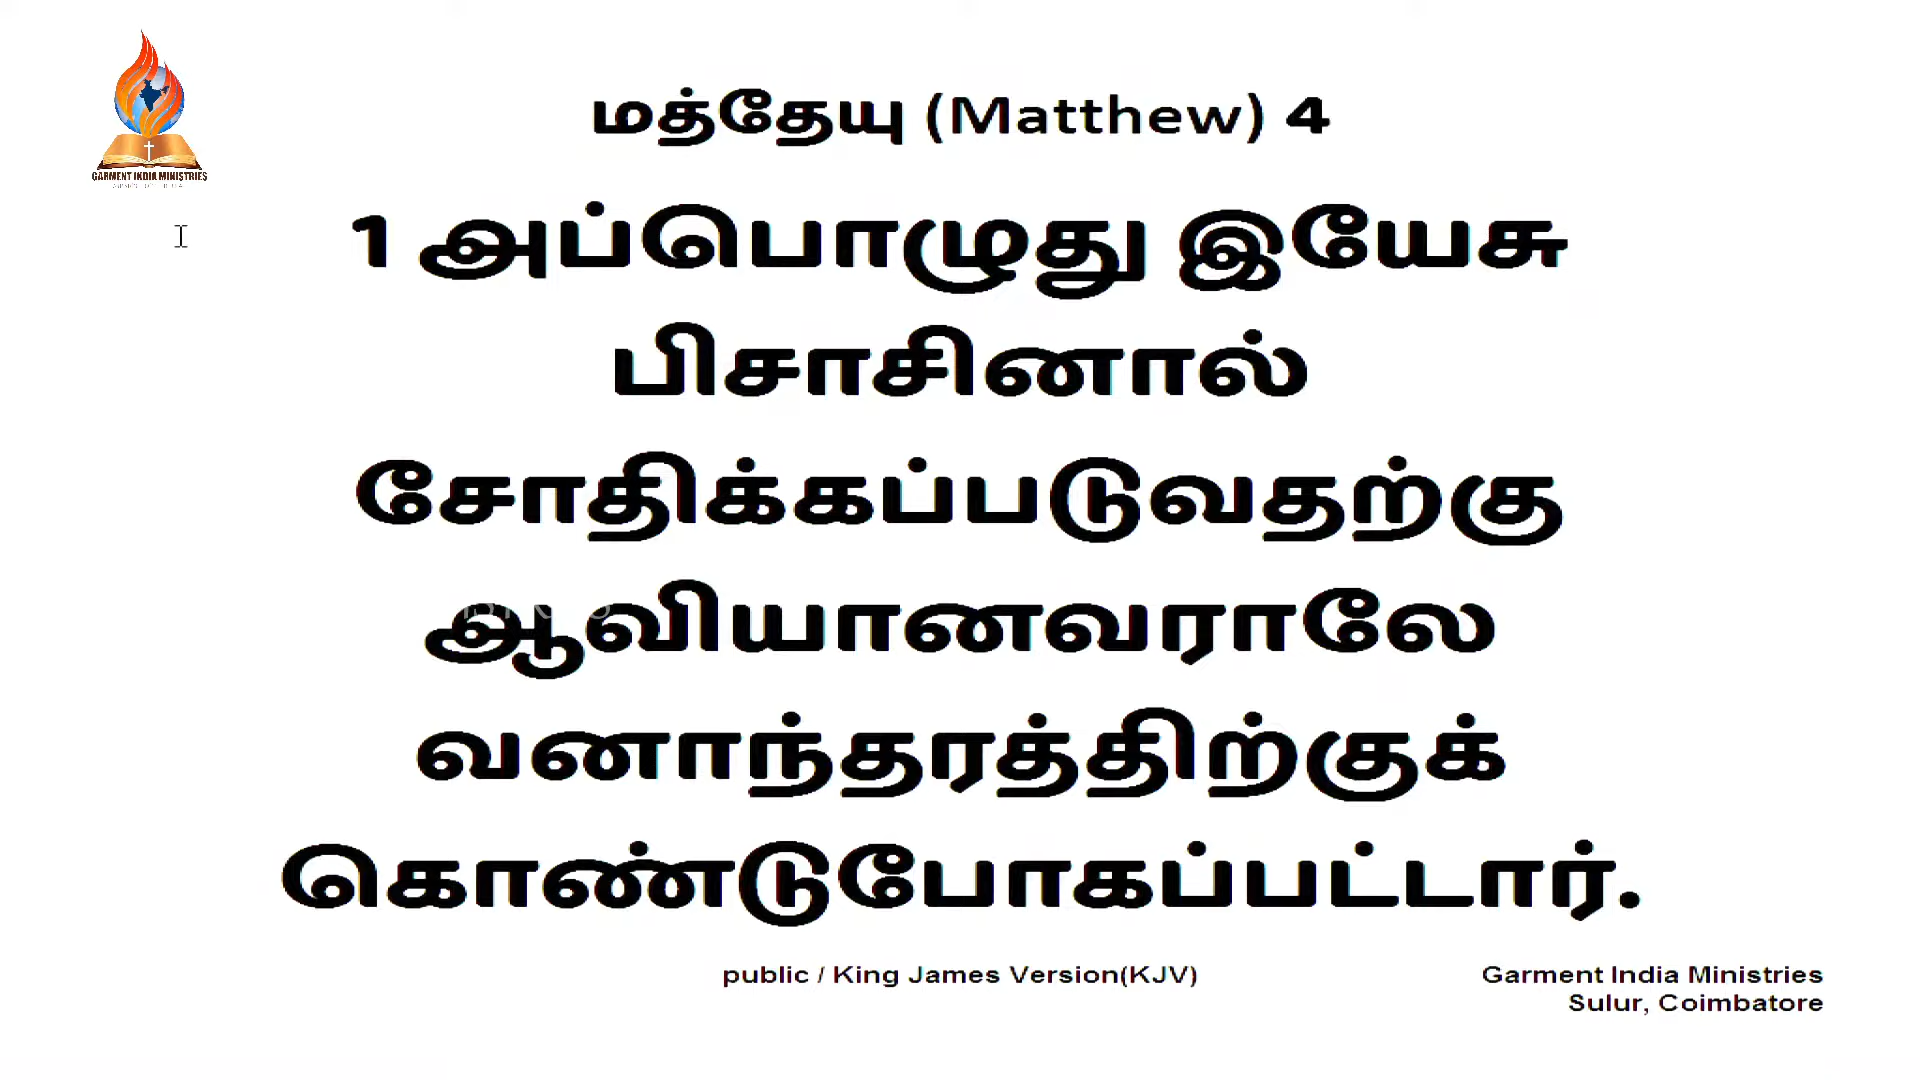 GARMENT INDIA MINISTRIES
மத்தேயு (Matthew) 4
1 அப்பொழுது இயேசு
பிசாசினால்
சோதிக்கப்படுவதற்கு
ஆவியானவராலே
வனாந்தரத்திற்குக்
கொண்டுபோகப்பட்டார்.
public / King James Version(KJV)
Garment India Ministries
Sulur, Coimbatore